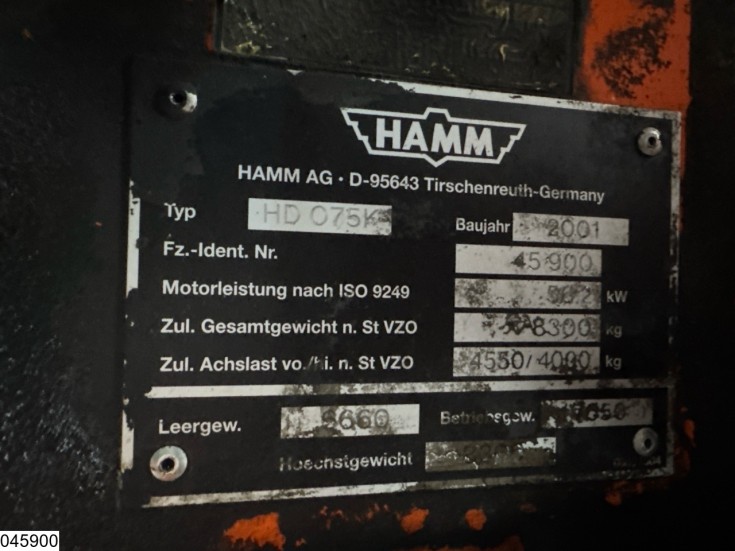 HAMM
HAMM AG · D-95643 Tirschenreuth-Germany
Typ HD 075K Baujahr 2001
Fz.-Ident. Nr. 45900
Motorleistung nach ISO 9249 kW
Zul. Gesamtgewicht n. St VZO 8300 kg
Zul. Achslast vo./hi. n. St VZO 4550/4000 kg
Leergew. Betriebsgew.
Hoechstgewicht
045900